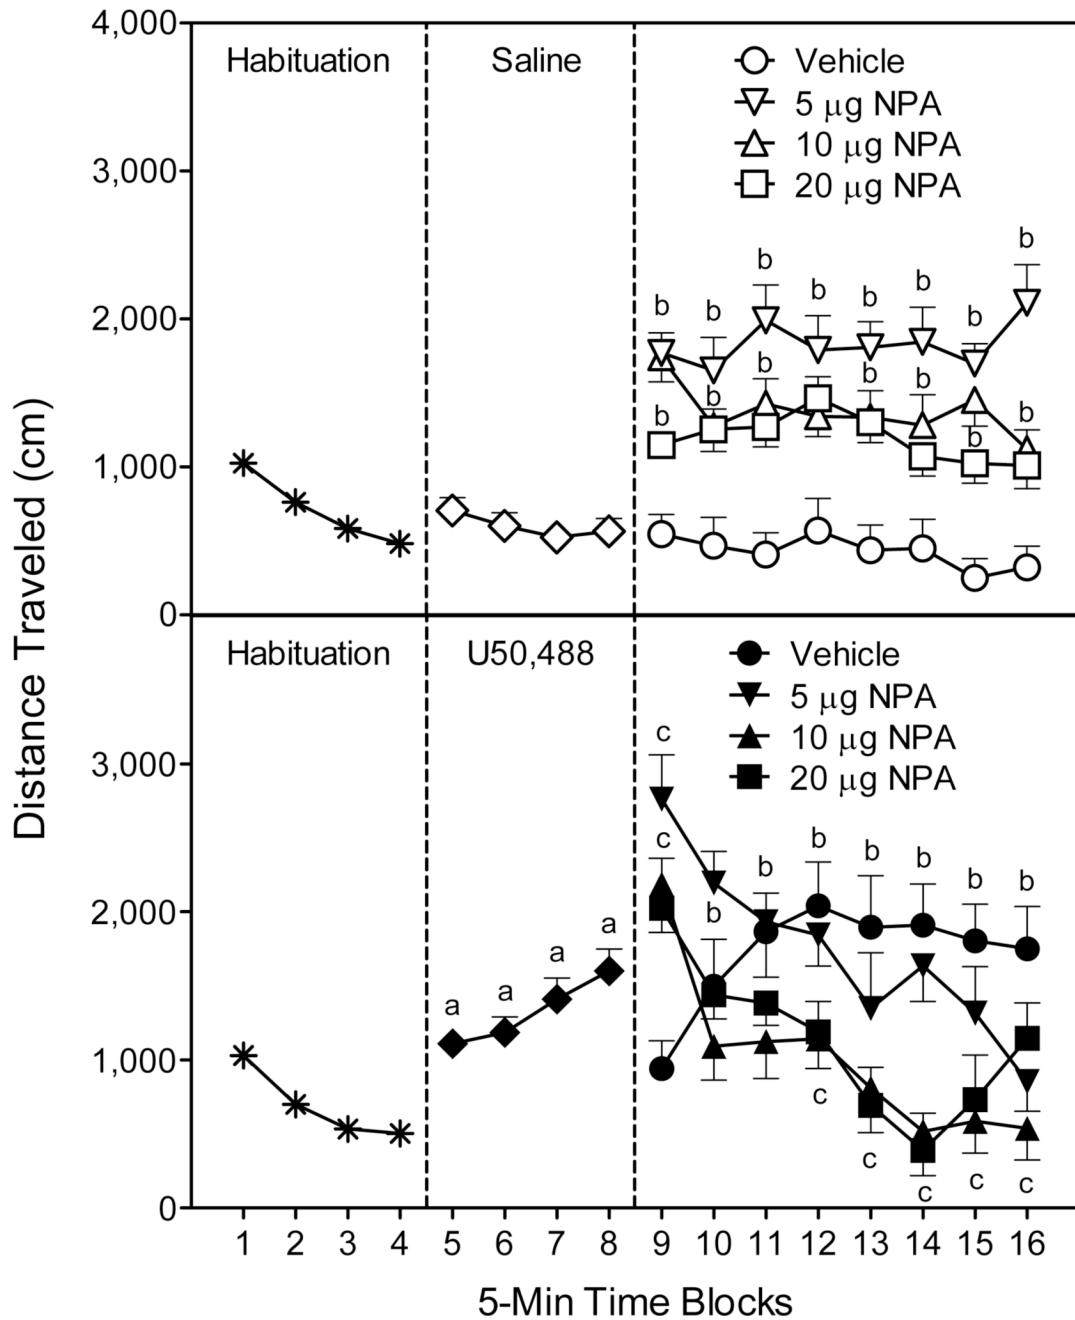 Distance Traveled (cm)
4,000
3,000
2,000
1,000
0
Habituation
Saline
Vehicle
5 μg NPA
10 μg NPA
20 μg NPA
b b b b b b b b
b b b b b b
b b
3,000
2,000
1,000
0
Habituation
U50,488
Vehicle
5 μg NPA
10 μg NPA
20 μg NPA
a a a a
c
c
b b b b b b b
c c c c c
1 2 3 4 5 6 7 8 9 10 11 12 13 14 15 16
5-Min Time Blocks